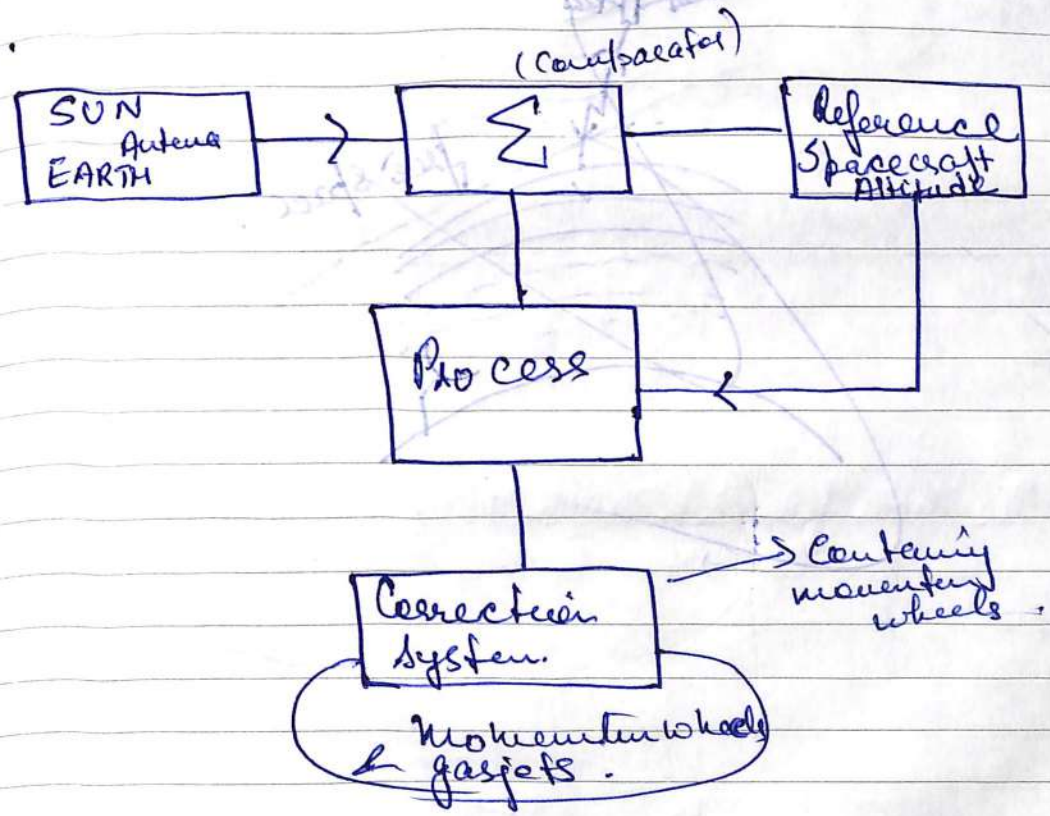 (Comparator)
SUN
Antena
EARTH
Σ
Reference
Spacecraft
Altitude
Process
Correction
system.
Containing
momentum
wheels.
Momentum wheels
& gasjets.